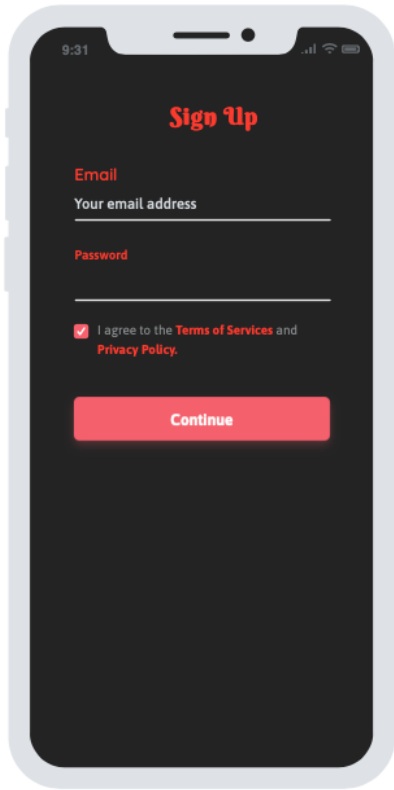 9:31
Sign Up
Email
Your email address
Password
I agree to the Terms of Services and
Privacy Policy.
Continue